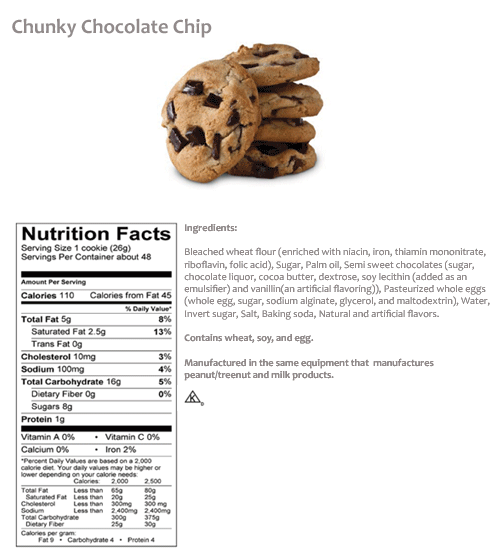 Chunky Chocolate Chip
Nutrition Facts
Serving Size 1 cookie (26g)
Servings Per Container about 48
Amount Per Serving
Calories 110 Calories from Fat 45
% Daily Value*
Total Fat 5g 8%
Saturated Fat 2.5g 13%
Trans Fat 0g
Cholesterol 10mg 3%
Sodium 100mg 4%
Total Carbohydrate 16g 5%
Dietary Fiber 0g 0%
Sugars 8g
Protein 1g
Vitamin A 0% • Vitamin C 0%
Calcium 0% • Iron 2%
*Percent Daily Values are based on a 2,000
calorie diet. Your daily values may be higher or
lower depending on your calorie needs:
Calories: 2,000 2,500
Total Fat Less than 65g 80g
Saturated Fat Less than 20g 25g
Cholesterol Less than 300mg 300 mg
Sodium Less than 2,400mg 2,400mg
Total Carbohydrate 300g 375g
Dietary Fiber 25g 30g
Calories per gram:
Fat 9 • Carbohydrate 4 • Protein 4
Ingredients:
Bleached wheat flour (enriched with niacin, iron, thiamin mononitrate,
riboflavin, folic acid), Sugar, Palm oil, Semi sweet chocolates (sugar,
chocolate liquor, cocoa butter, dextrose, soy lecithin (added as an
emulsifier) and vanillin(an artificial flavoring)), Pasteurized whole eggs
(whole egg, sugar, sodium alginate, glycerol, and maltodextrin), Water,
Invert sugar, Salt, Baking soda, Natural and artificial flavors.
Contains wheat, soy, and egg.
Manufactured in the same equipment that manufactures
peanut/treenut and milk products.
K